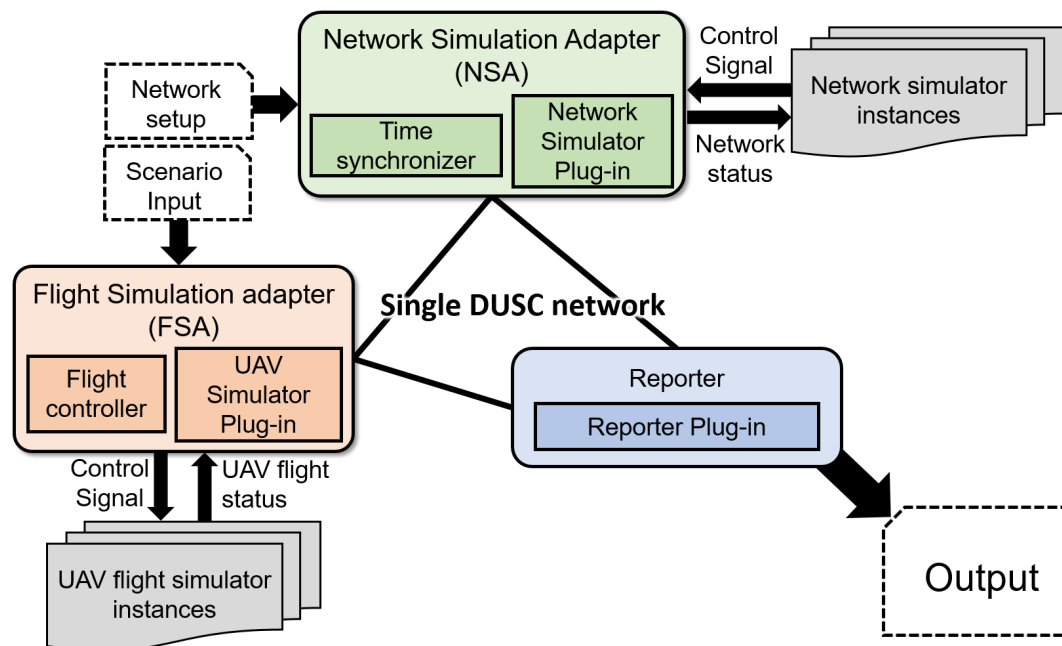 Network Simulation Adapter
(NSA)
Time
synchronizer
Network
Simulator
Plug-in
Control
Signal
Network simulator
instances
Network
status
Network
setup
Scenario
Input
Flight Simulation adapter
(FSA)
Flight
controller
UAV
Simulator
Plug-in
Single DUSC network
Reporter
Reporter Plug-in
Control
Signal
UAV flight
status
UAV flight simulator
instances
Output